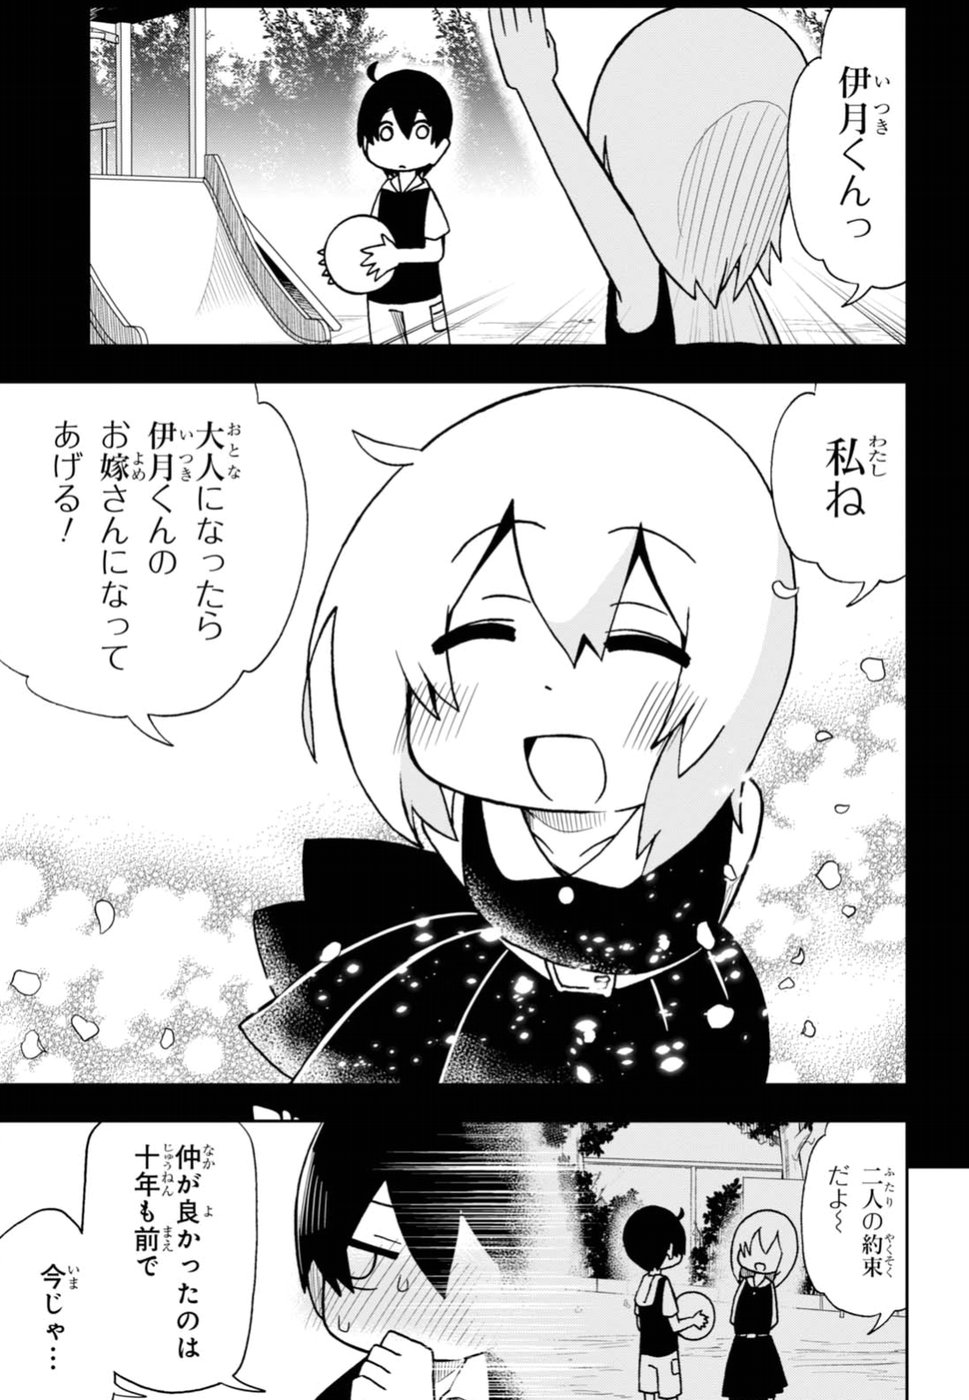 伊月くんっ
私ね
大人になったら
伊月くんの
お嫁さんになって
あげる！
二人の約束
だよ〜
仲が良かったのは
十年も前で
今じゃ…